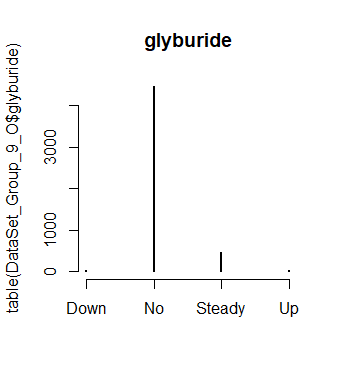 glyburide
table(DataSet_Group_9_O$glyburide)
3000
1000
0
Down No Steady Up